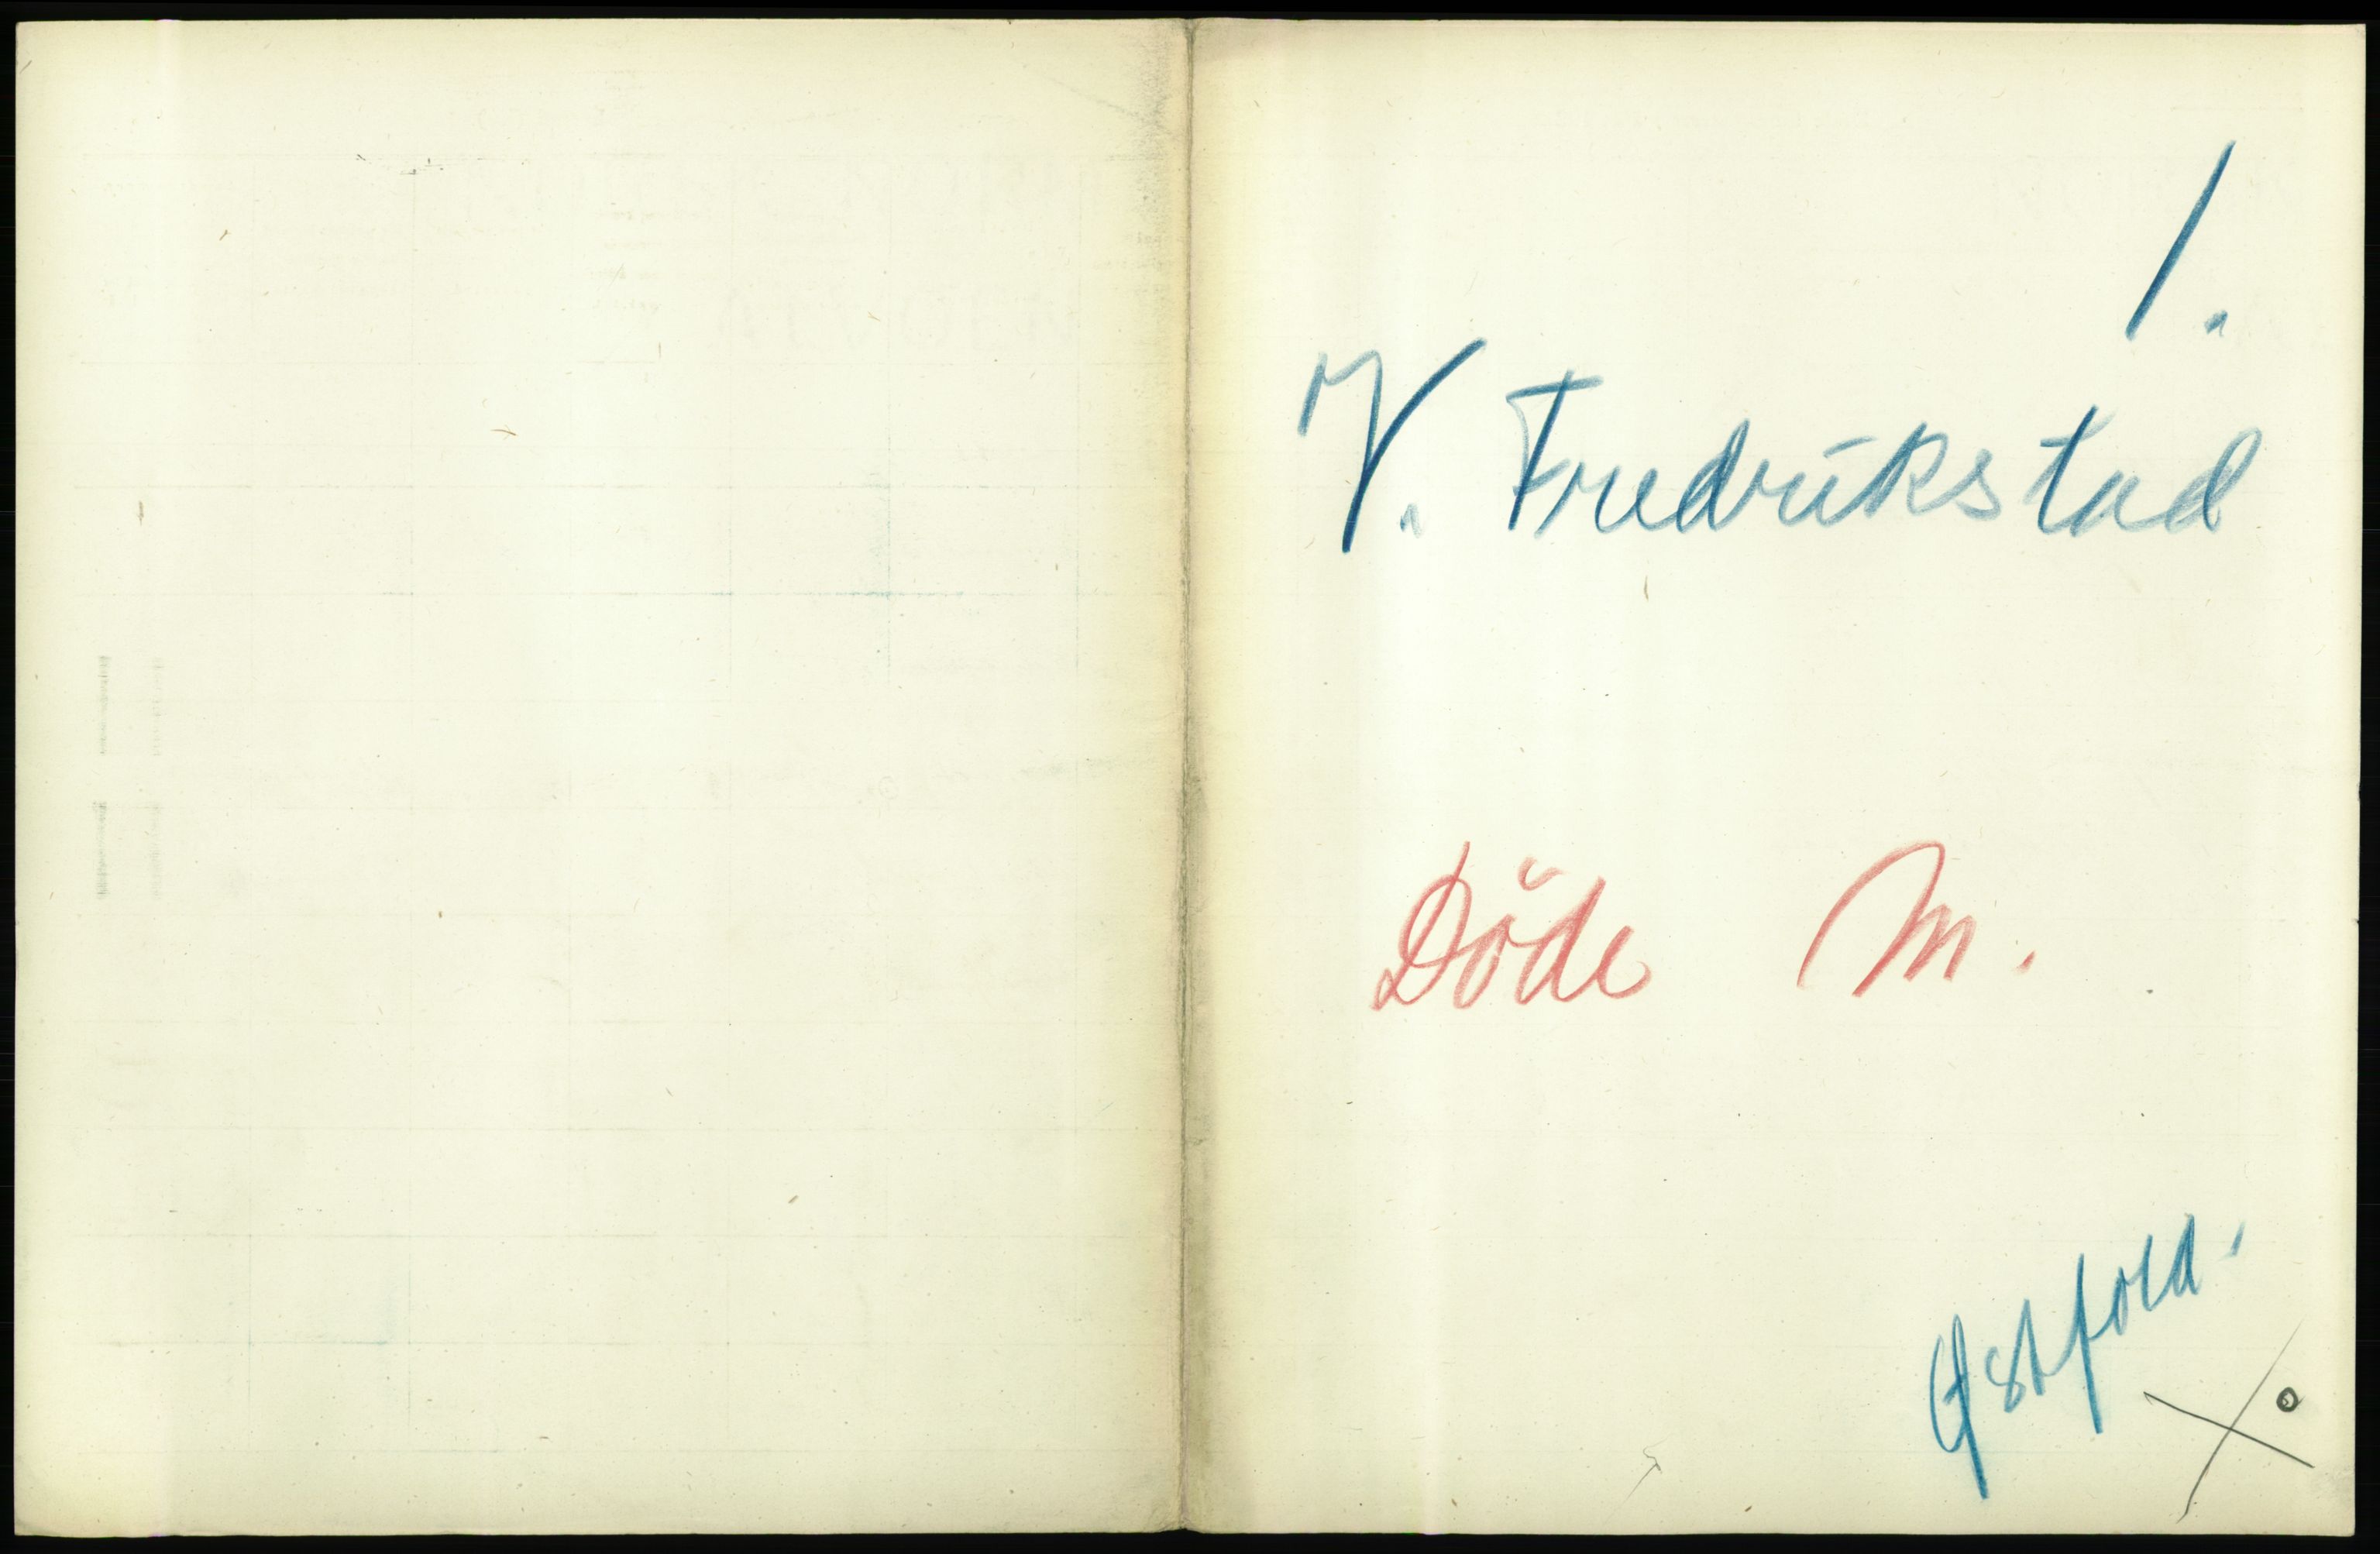 1.
V. Fredrikstad
Døde M.
Østfold.